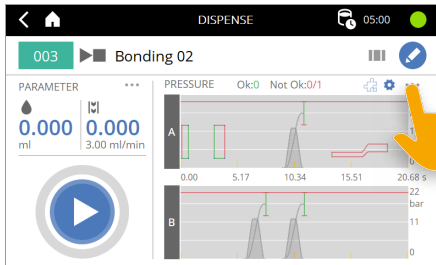 DISPENSE
05:00
003
Bonding 02
PARAMETER
PRESSURE Ok:0 Not Ok:0/1
0.000
ml
0.000
3.00 ml/min
A
0.00 5.17 10.34 15.51 20.68 s
B
22
bar
11
0